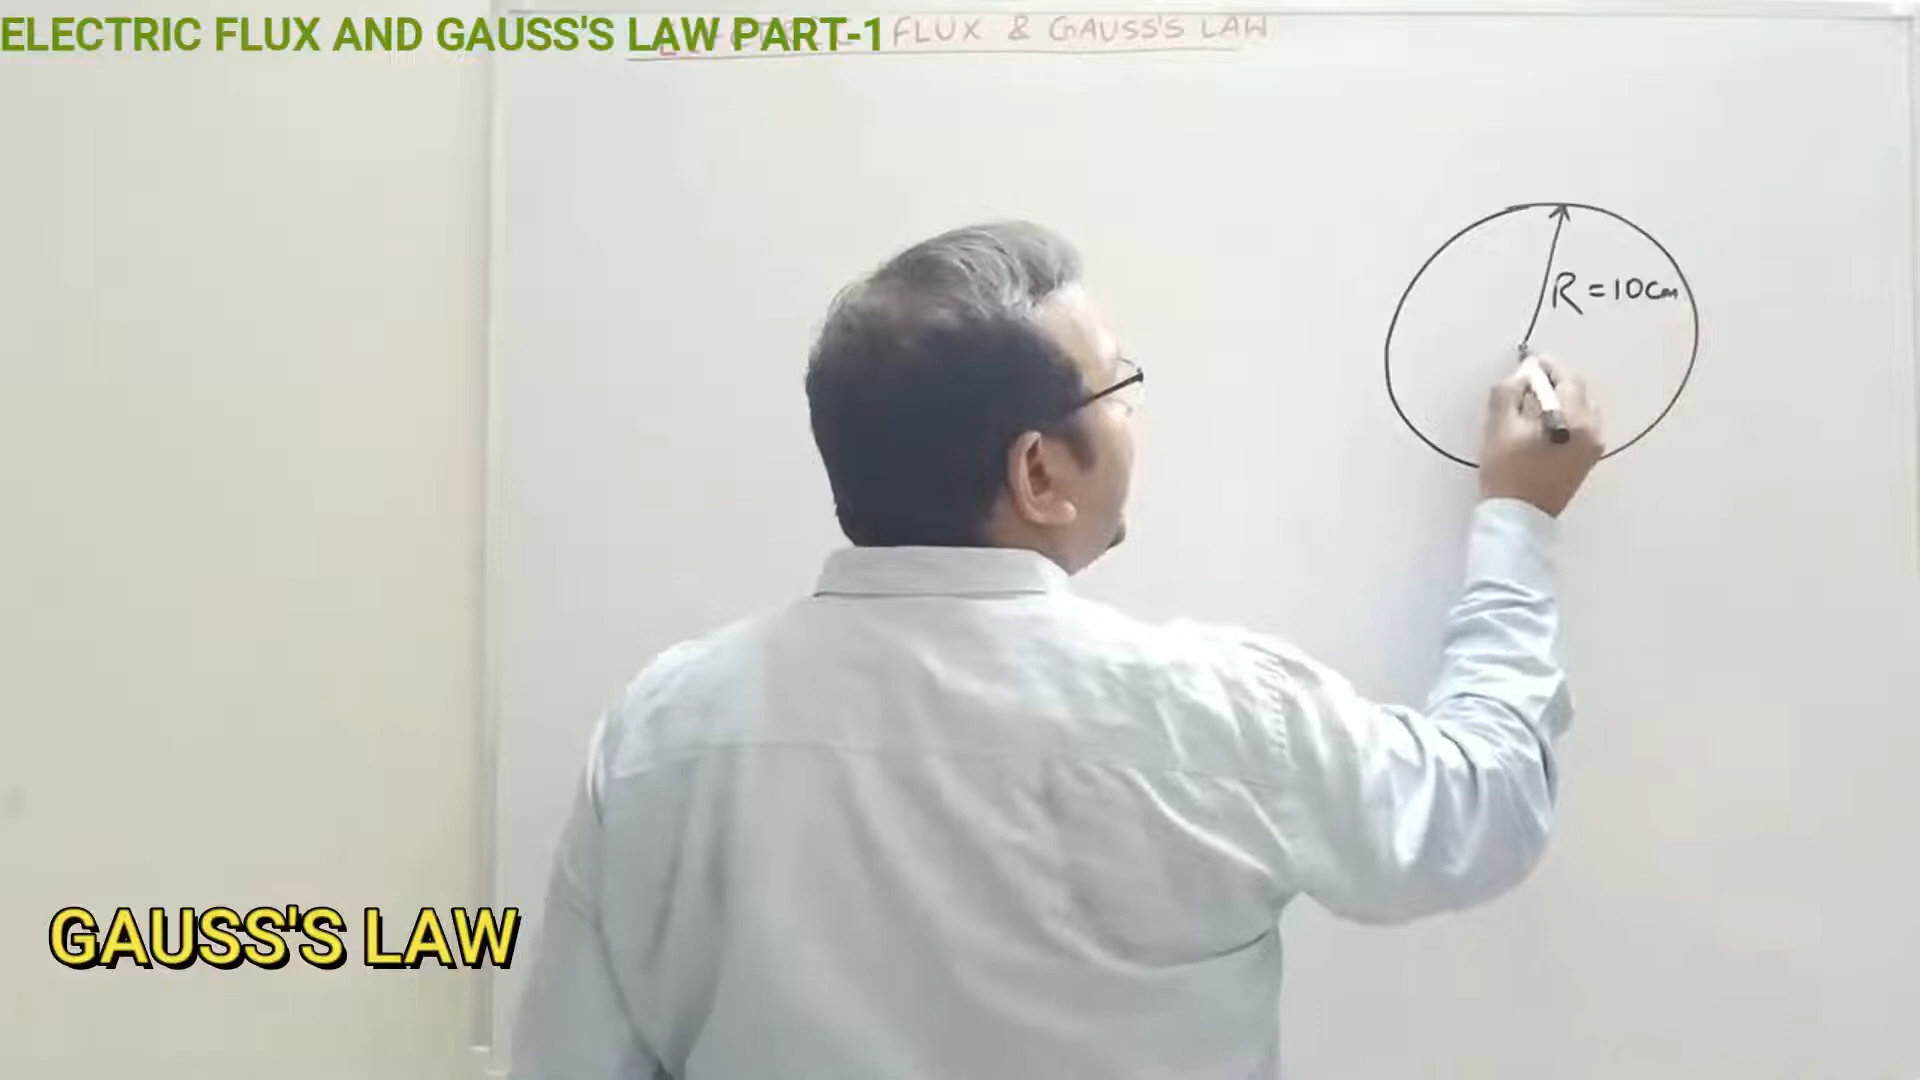 ELECTRIC FLUX AND GAUSS'S LAW PART-1
FLUX & GAUSS'S LAW
R = 10cm
GAUSS'S LAW